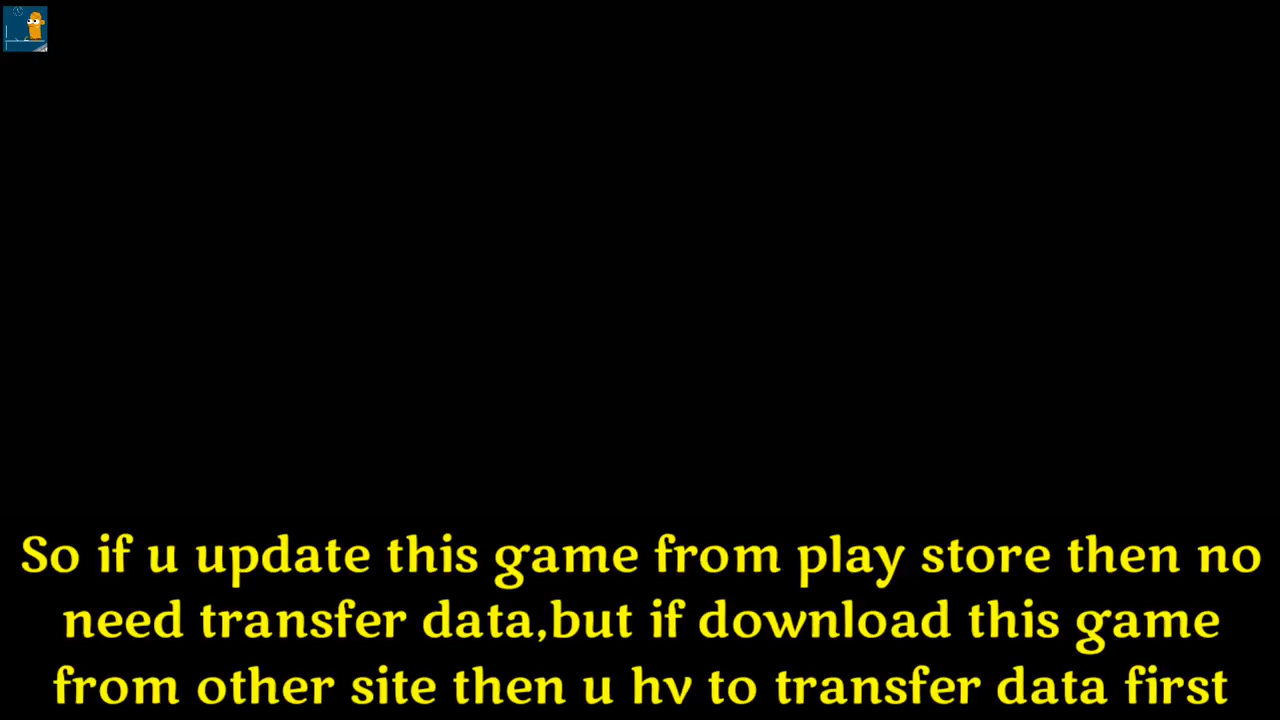 So if u update this game from play store then no
need transfer data,but if download this game
from other site then u hv to transfer data first